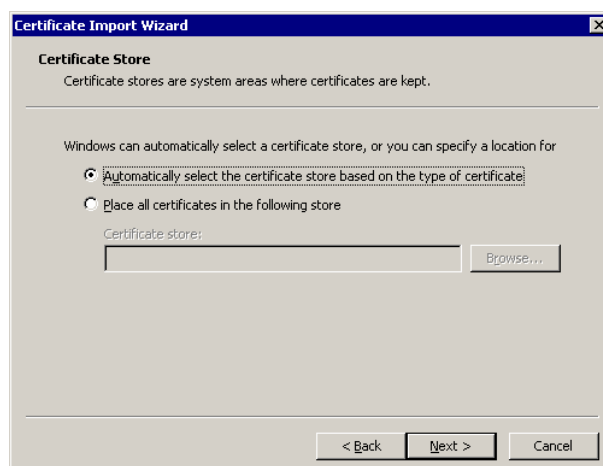 Certificate Import Wizard
Certificate Store
Certificate stores are system areas where certificates are kept.
Windows can automatically select a certificate store, or you can specify a location for
Automatically select the certificate store based on the type of certificate
Place all certificates in the following store
Certificate store:
Browse...
< Back
Next >
Cancel